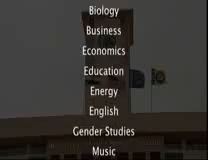 Biology
Business
Economics
Education
Energy
English
Gender Studies
Music